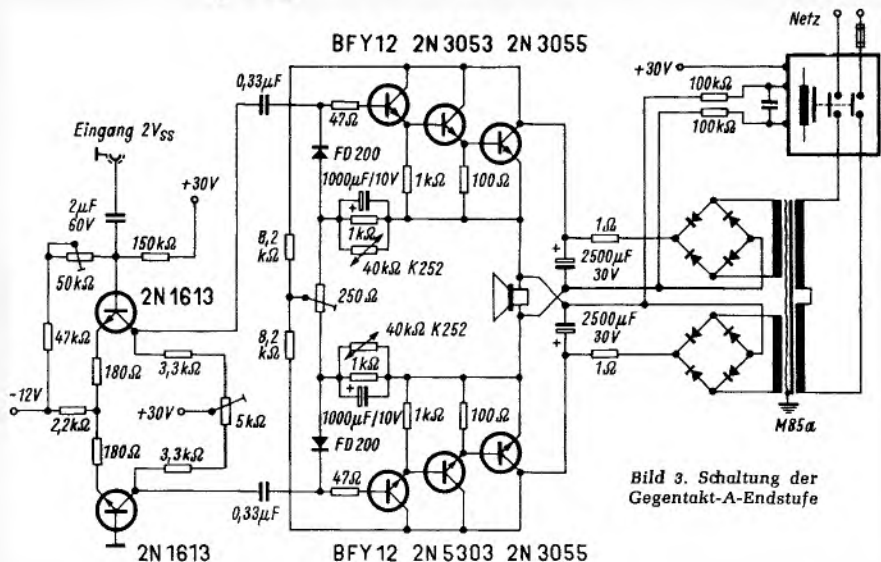 Netz
BFY12 2N3053 2N3055
+30V
0,33µF
100kΩ
100kΩ
47Ω
Eingang 2Vss
+30V
FD200
1000µF/10V
1kΩ
100Ω
2µF
60V
150kΩ
50kΩ
1kΩ
8,2
kΩ
40kΩ K252
1Ω
2500µF
30V
2N1613
250Ω
47kΩ
180Ω
3,3kΩ
8,2
kΩ
40kΩ K252
1kΩ
2500µF
30V
1Ω
-12V
2,2kΩ
+30V
5kΩ
1000µF/10V
1kΩ
100Ω
180Ω
3,3kΩ
FD200
47Ω
M85a
0,33µF
Bild 3. Schaltung der
Gegentakt-A-Endstufe
2N1613
BFY12 2N5303 2N3055